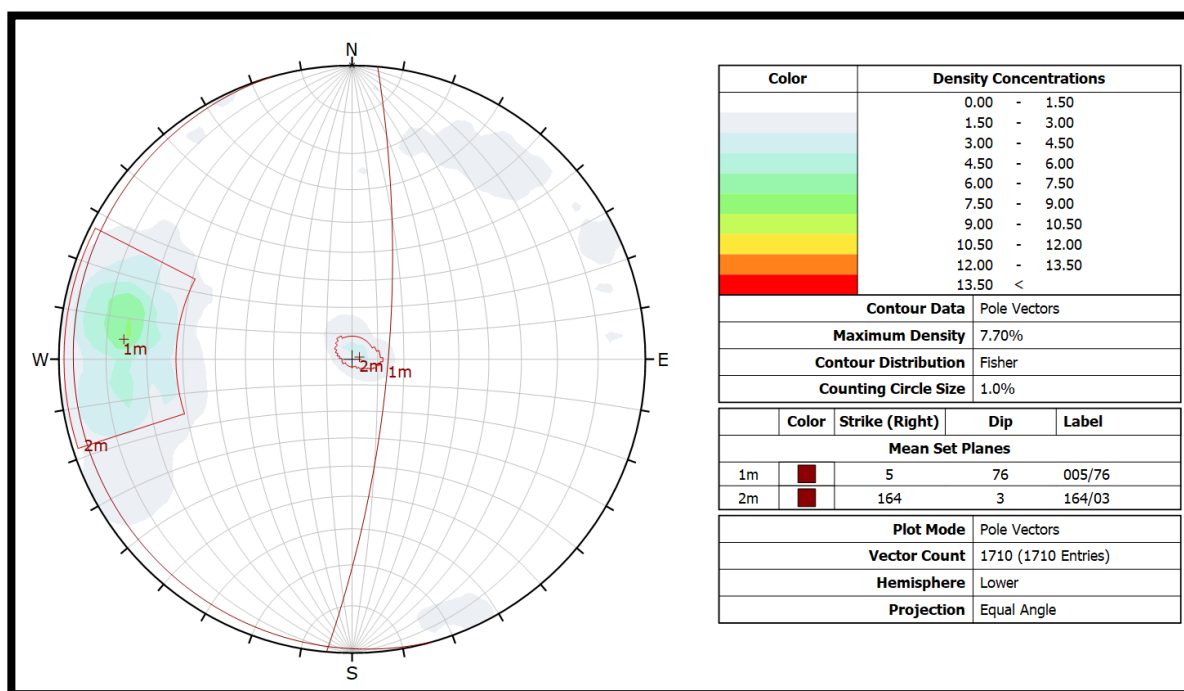 N
W
E
S
1m
2m
2m
1m
Color Density Concentrations
0.00 - 1.50
1.50 - 3.00
3.00 - 4.50
4.50 - 6.00
6.00 - 7.50
7.50 - 9.00
9.00 - 10.50
10.50 - 12.00
12.00 - 13.50
13.50 <
Contour Data Pole Vectors
Maximum Density 7.70%
Contour Distribution Fisher
Counting Circle Size 1.0%
Color Strike (Right) Dip Label
Mean Set Planes
1m 5 76 005/76
2m 164 3 164/03
Plot Mode Pole Vectors
Vector Count 1710 (1710 Entries)
Hemisphere Lower
Projection Equal Angle